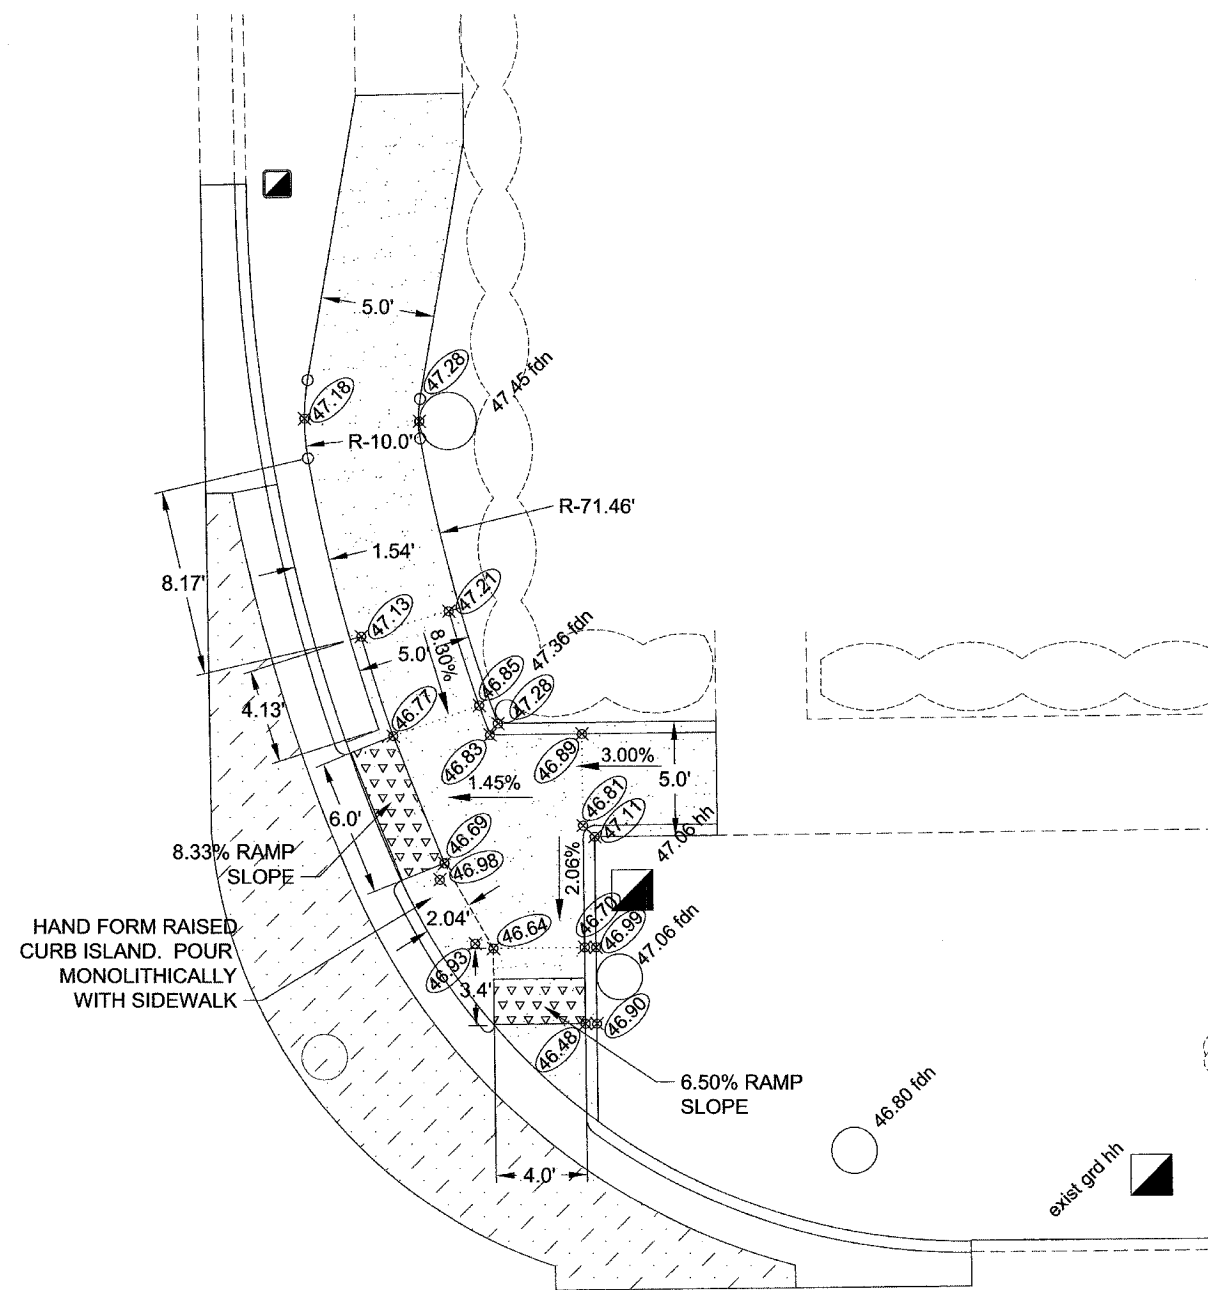 5.0'
47.28
47.45 fdn
47.18
R-10.0'
R-71.46'
1.54'
8.17'
47.21
47.13
8.30%
5.0'
47.36 fdn
46.85
47.28
4.13'
46.77
46.83
46.89
3.00%
1.45%
5.0'
46.81
47.11
6.0'
47.06 hh
8.33% RAMP
SLOPE
46.69
46.98
2.06%
2.04'
HAND FORM RAISED
CURB ISLAND. POUR
MONOLITHICALLY
WITH SIDEWALK
46.64
46.70
46.99
47.06 fdn
46.93
3.4'
46.90
46.48
6.50% RAMP
SLOPE
46.80 fdn
4.0'
exist grd hh